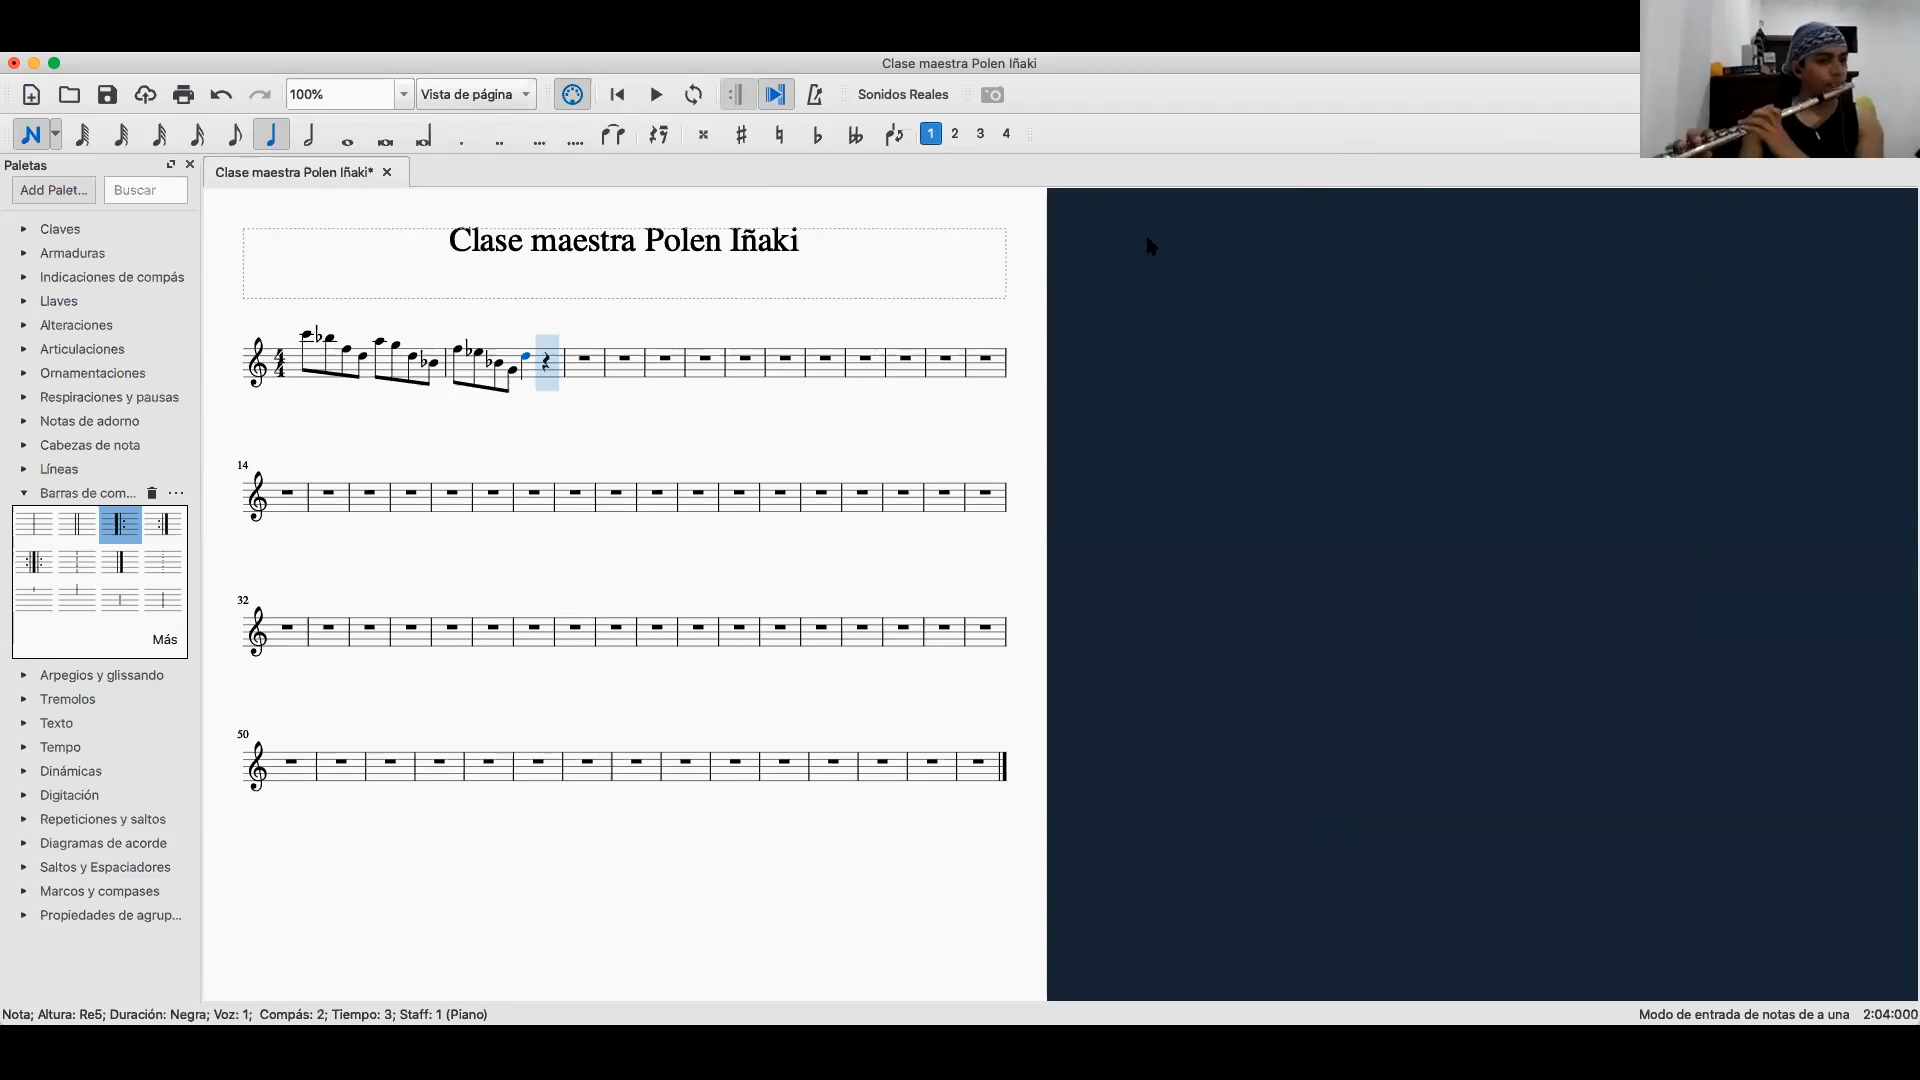 Clase maestra Polen Iñaki
100%
Vista de página
Sonidos Reales
1 2 3 4
Paletas
Clase maestra Polen Iñaki*
Add Palet...
Buscar
Claves
Armaduras
Indicaciones de compás
Llaves
Alteraciones
Articulaciones
Ornamentaciones
Respiraciones y pausas
Notas de adorno
Cabezas de nota
Líneas
Barras de com...
Más
Arpegios y glissando
Tremolos
Texto
Tempo
Dinámicas
Digitación
Repeticiones y saltos
Diagramas de acorde
Saltos y Espaciadores
Marcos y compases
Propiedades de agrup...
Clase maestra Polen Iñaki
4
4
14
32
50
Nota; Altura: Re5; Duración: Negra; Voz: 1; Compás: 2; Tiempo: 3; Staff: 1 (Piano)
Modo de entrada de notas de a una 2:04:000